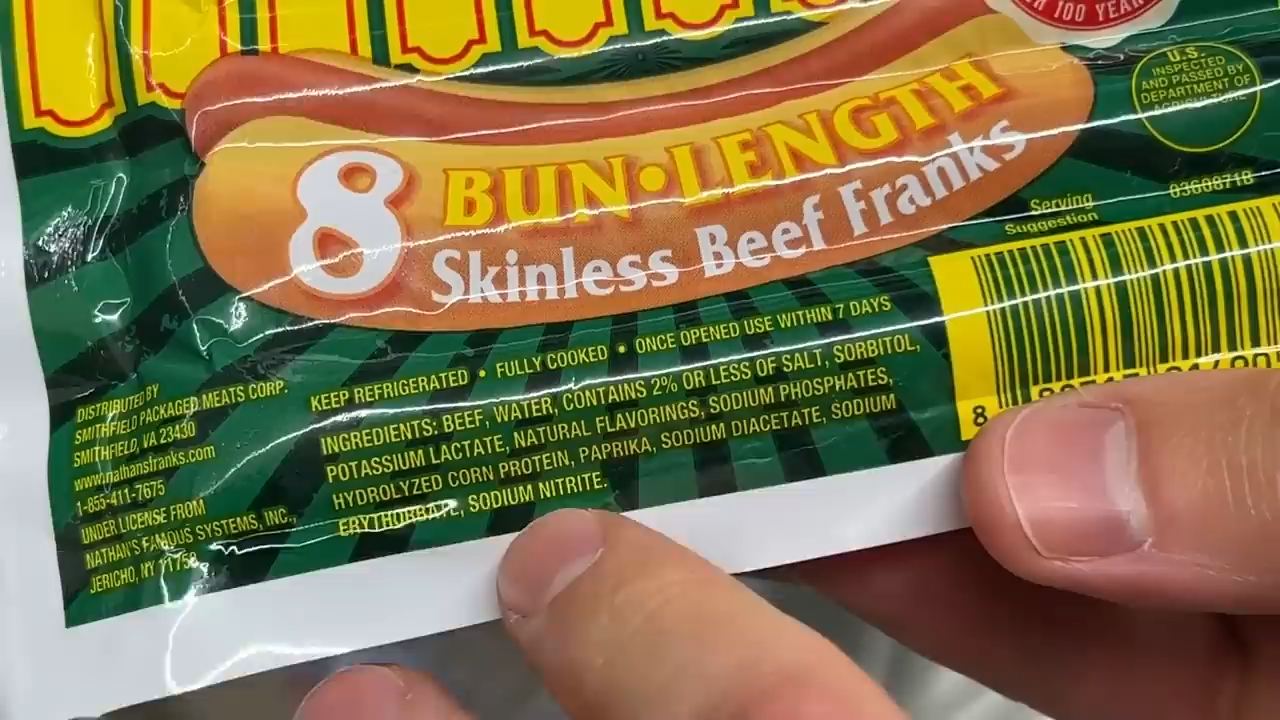 R 100 YEAR
U.S.
INSPECTED
AND PASSED BY
DEPARTMENT OF
AGRICULTURE
8 BUN•LENGTH
Skinless Beef Franks
Serving
Suggestion
0360871B
KEEP REFRIGERATED • FULLY COOKED • ONCE OPENED USE WITHIN 7 DAYS
INGREDIENTS: BEEF, WATER, CONTAINS 2% OR LESS OF SALT, SORBITOL,
POTASSIUM LACTATE, NATURAL FLAVORINGS, SODIUM PHOSPHATES,
HYDROLYZED CORN PROTEIN, PAPRIKA, SODIUM DIACETATE, SODIUM
ERYTHORBATE, SODIUM NITRITE.
DISTRIBUTED BY
SMITHFIELD PACKAGED MEATS CORP.
SMITHFIELD, VA 23430
www.nathansfranks.com
1-855-411-7675
UNDER LICENSE FROM
NATHAN'S FAMOUS SYSTEMS, INC.,
JERICHO, NY 11753
8